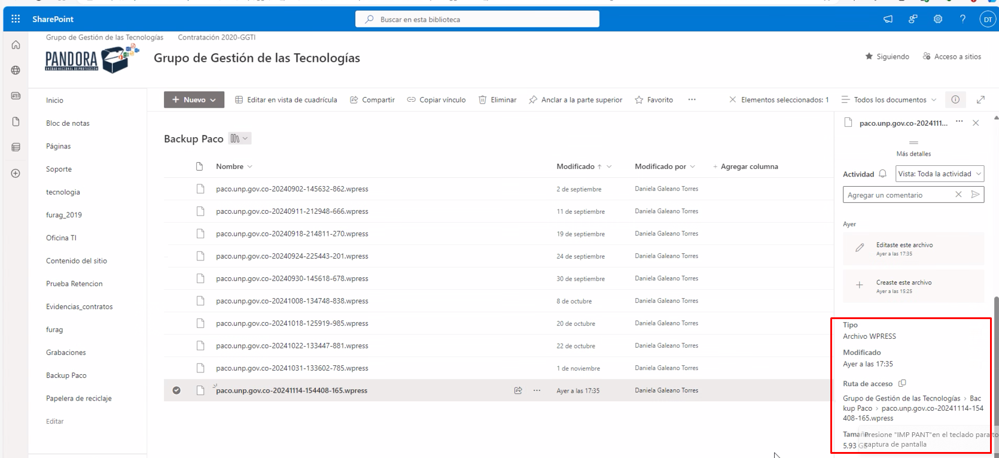 SharePoint
Buscar en esta biblioteca
DT
Grupo de Gestión de las Tecnologías
Contratación 2020-GGTI
PANDORA
UNIDAD NACIONAL DE PROTECCIÓN
Grupo de Gestión de las Tecnologías
Siguiendo
Acceso a sitios
Inicio
Bloc de notas
Páginas
Soporte
tecnologia
furag_2019
Oficina TI
Contenido del sitio
Prueba Retencion
Evidencias_contratos
furag
Grabaciones
Backup Paco
Papelera de reciclaje
Editar
+ Nuevo
Editar en vista de cuadrícula
Compartir
Copiar vínculo
Eliminar
Anclar a la parte superior
Favorito
...
Elementos seleccionados: 1
Todos los documentos
Backup Paco
Nombre Modificado ↑ Modificado por + Agregar columna
paco.unp.gov.co-20240902-145632-862.wpress 2 de septiembre Daniela Galeano Torres
paco.unp.gov.co-20240911-212948-666.wpress 11 de septiembre Daniela Galeano Torres
paco.unp.gov.co-20240918-214811-270.wpress 19 de septiembre Daniela Galeano Torres
paco.unp.gov.co-20240924-225443-201.wpress 24 de septiembre Daniela Galeano Torres
paco.unp.gov.co-20240930-145618-678.wpress 30 de septiembre Daniela Galeano Torres
paco.unp.gov.co-20241008-134748-838.wpress 8 de octubre Daniela Galeano Torres
paco.unp.gov.co-20241018-125919-985.wpress 20 de octubre Daniela Galeano Torres
paco.unp.gov.co-20241022-133447-881.wpress 22 de octubre Daniela Galeano Torres
paco.unp.gov.co-20241031-133602-785.wpress 1 de noviembre Daniela Galeano Torres
paco.unp.gov.co-20241114-154408-165.wpress ... Ayer a las 17:35 Daniela Galeano Torres
paco.unp.gov.co-2024111... ...
Más detalles
Actividad
Vista: Toda la actividad
Agregar un comentario
Ayer
Editaste este archivo
Ayer a las 17:35
Creaste este archivo
Ayer a las 15:25
Tipo
Archivo WPRESS
Modificado
Ayer a las 17:35
Ruta de acceso
Grupo de Gestión de las Tecnologías > Bac
kup Paco > paco.unp.gov.co-20241114-154
408-165.wpress
Presione "IMP PANT"en el teclado para to
captura de pantalla
5,93